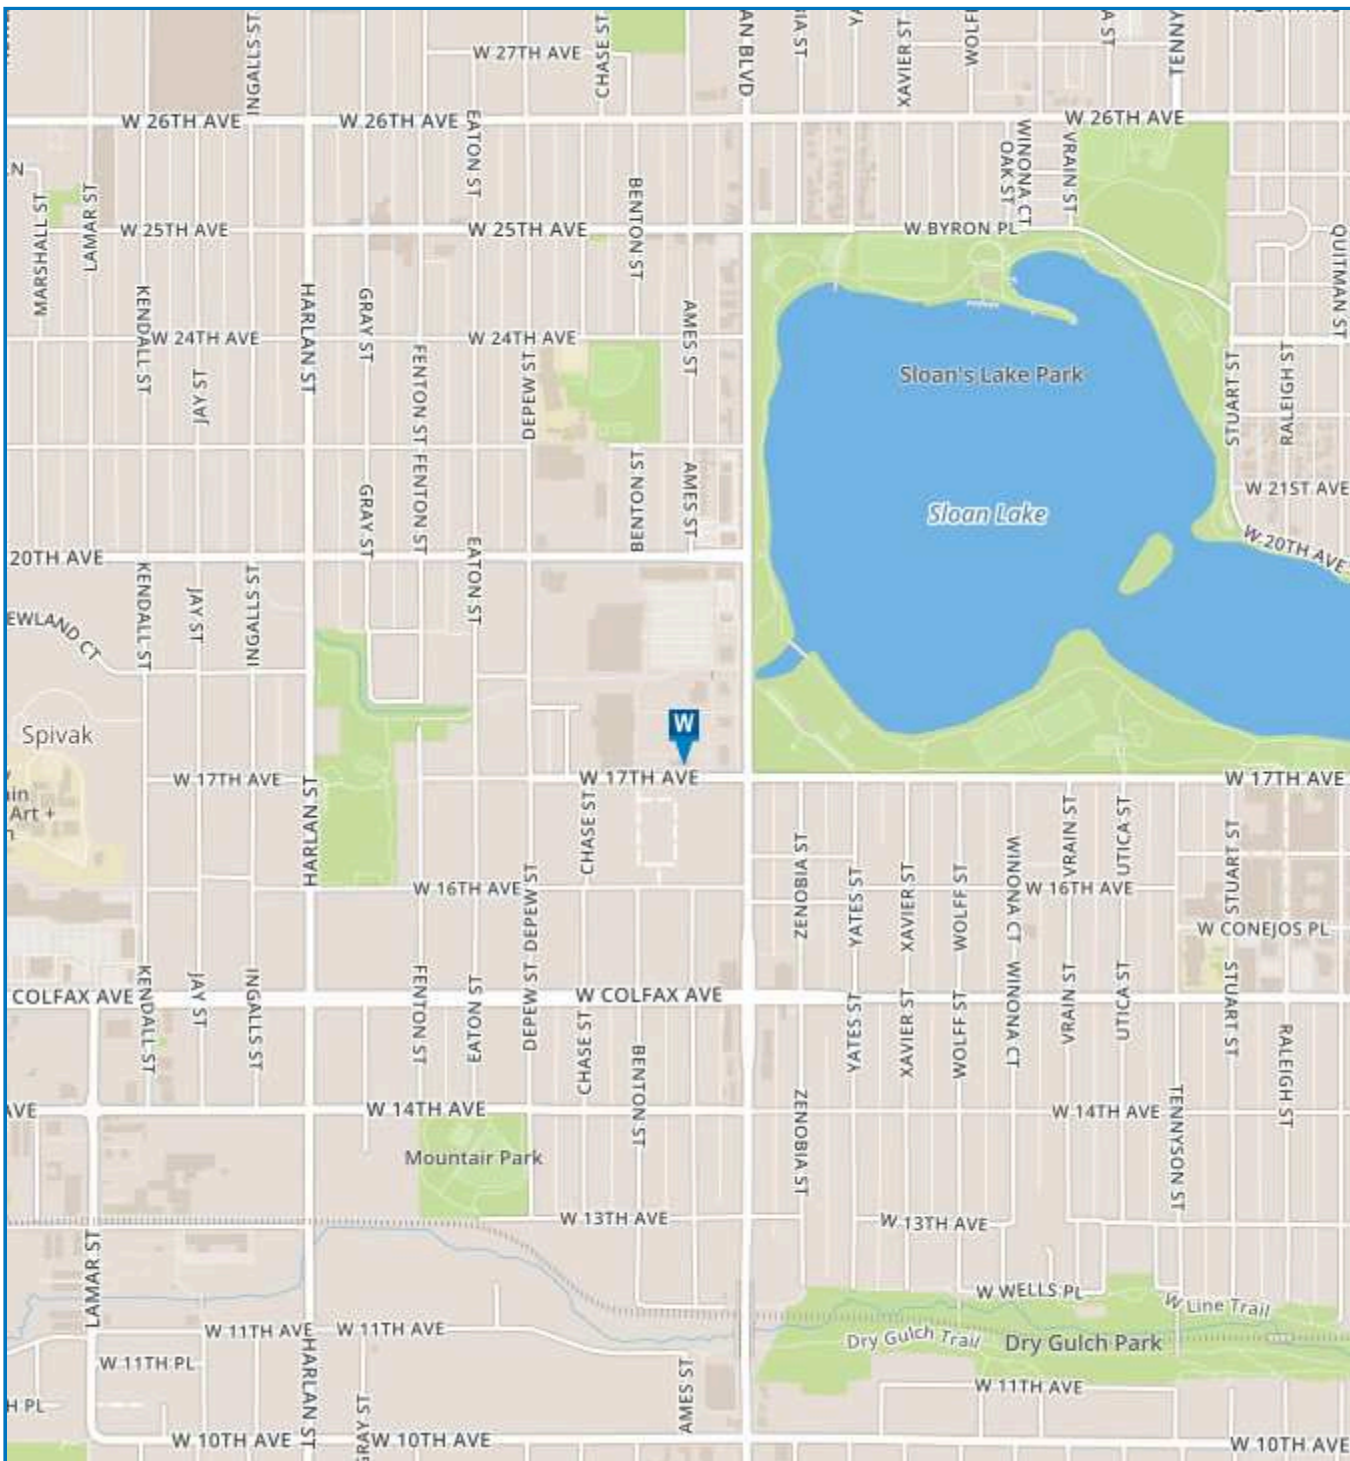 W 27TH AVE
INGALLS ST
CHASE ST
XAVIER ST
W 26TH AVE
W 26TH AVE
EATON ST
W 26TH AVE
WINONA CT
OAK ST
VRAIN ST
MARSHALL ST
LAMAR ST
W 25TH AVE
W 25TH AVE
BENTON ST
W BYRON PL
QUITMAN ST
KENDALL ST
HARLAN ST
GRAY ST
AMES ST
W 24TH AVE
W 24TH AVE
JAY ST
FENTON ST
DEPEW ST
Sloan's Lake Park
STUART ST
RALEIGH ST
GRAY ST
FENTON ST
BENTON ST
AMES ST
W 21ST AVE
Sloan Lake
W 20TH AVE
20TH AVE
KENDALL ST
JAY ST
INGALLS ST
EATON ST
EWLAND CT
Spivak
W
W 17TH AVE
W 17TH AVE
W 17TH AVE
ain
Art +
HARLAN ST
CHASE ST
VRAIN ST
UTICA ST
STUART ST
ZENOBIA ST
YATES ST
XAVIER ST
WOLFF ST
WINONA CT
W 16TH AVE
DEPEW ST
W 16TH AVE
W CONEJOS PL
COLFAX AVE
KENDALL ST
JAY ST
INGALLS ST
FENTON ST
EATON ST
DEPEW ST
W COLFAX AVE
CHASE ST
BENTON ST
YATES ST
XAVIER ST
WOLFF ST
WINONA CT
VRAIN ST
UTICA ST
STUART ST
RALEIGH ST
AVE
W 14TH AVE
W 14TH AVE
ZENOBIA ST
TENNYSON ST
Mountair Park
W 13TH AVE
W 13TH AVE
LAMAR ST
W WELLS PL
W Line Trail
W 11TH AVE
W 11TH AVE
Dry Gulch Trail
Dry Gulch Park
W 11TH PL
HARLAN ST
AMES ST
W 11TH AVE
H PL
GRAY ST
W 10TH AVE
W 10TH AVE
W 10TH AVE